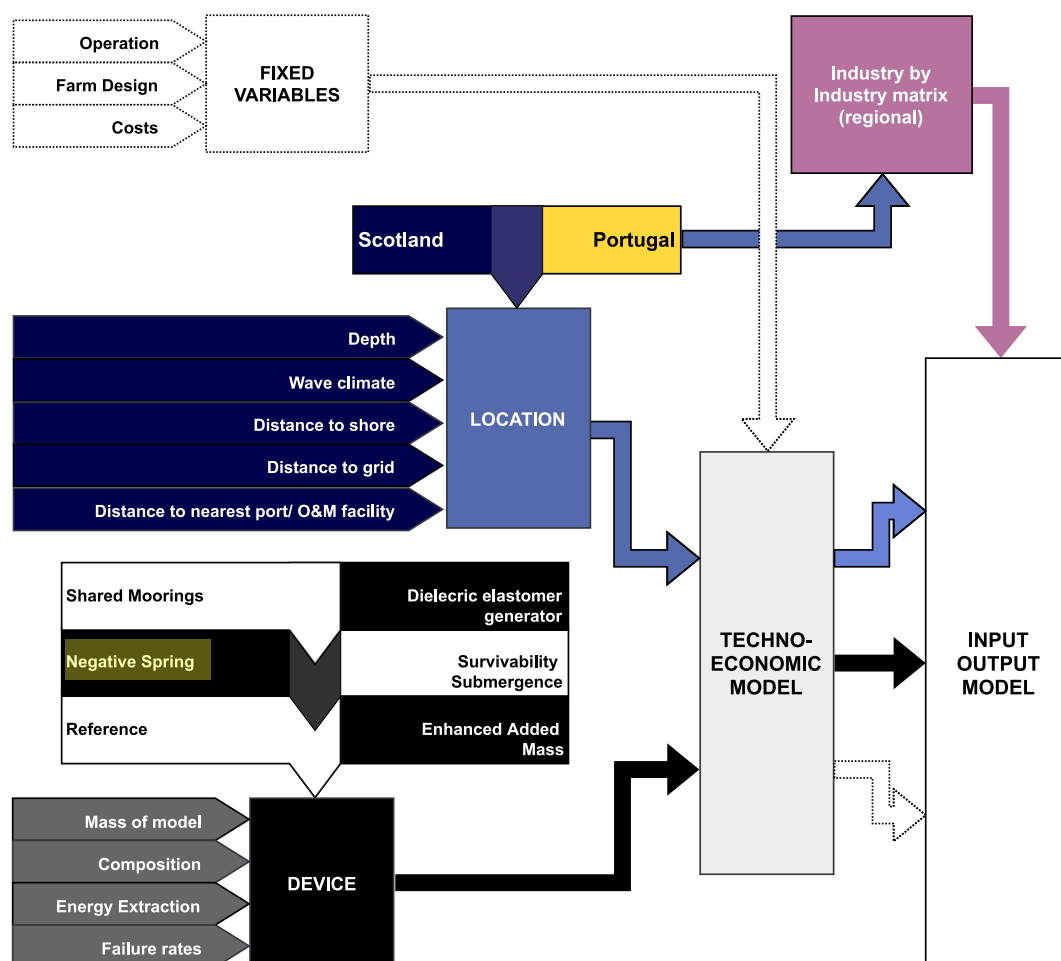 Operation
Farm Design
Costs
FIXED
VARIABLES
Industry by
Industry matrix
(regional)
Scotland
Portugal
Depth
Wave climate
Distance to shore
Distance to grid
Distance to nearest port/ O&M facility
LOCATION
Shared Moorings
Dielecric elastomer
generator
Negative Spring
Survivability
Submergence
Reference
Enhanced Added
Mass
TECHNO-
ECONOMIC
MODEL
INPUT
OUTPUT
MODEL
Mass of model
Composition
Energy Extraction
Failure rates
DEVICE